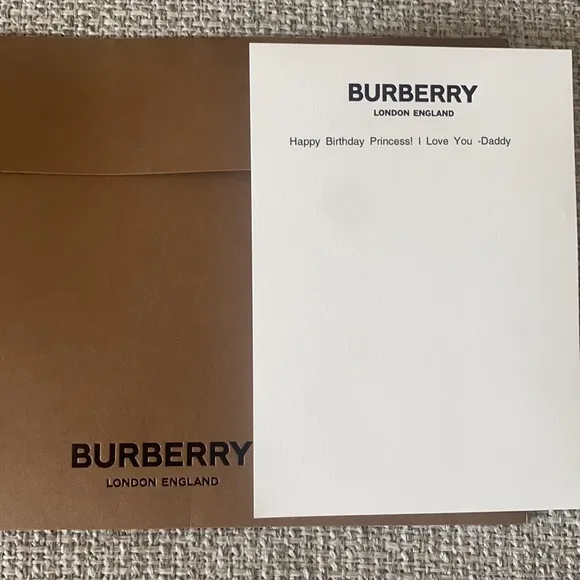 BURBERRY
LONDON ENGLAND
Happy Birthday Princess! I Love You -Daddy
BURBERRY
LONDON ENGLAND